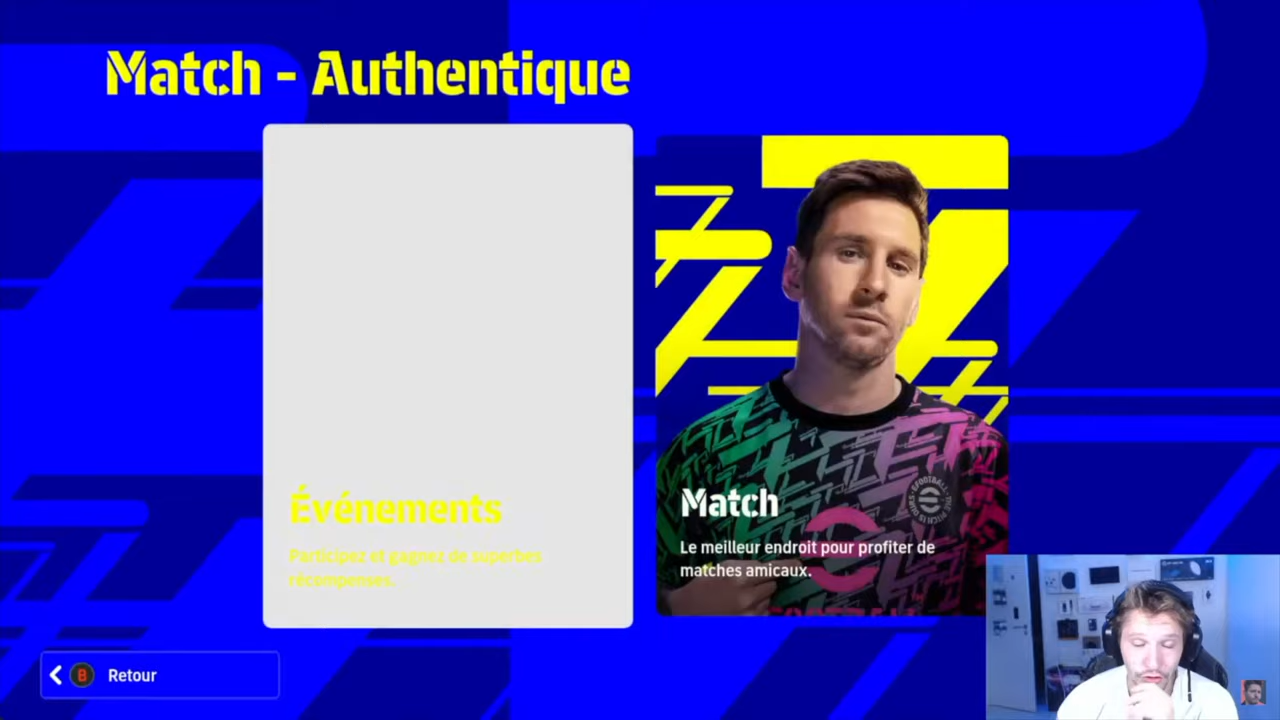 Match - Authentique
Événements
Participez et gagnez de superbes
récompenses.
Match
Le meilleur endroit pour profiter de
matches amicaux.
B Retour